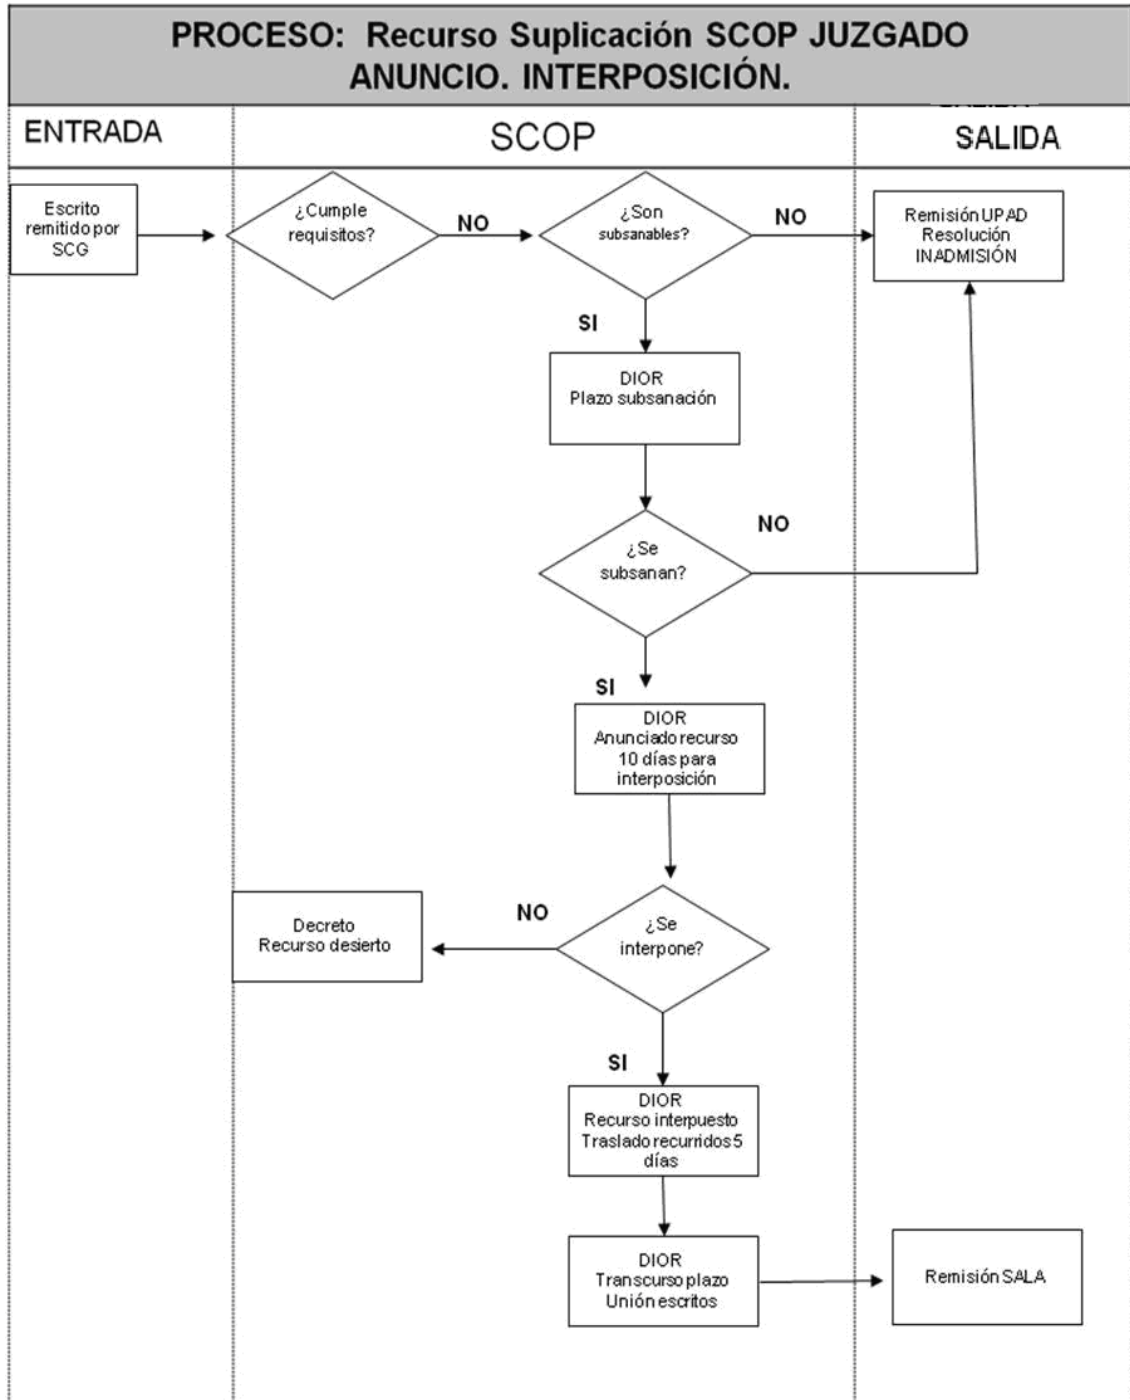 PROCESO: Recurso Suplicación SCOP JUZGADO
ANUNCIO. INTERPOSICIÓN.
ENTRADA
SCOP
SALIDA
Escrito
remitido por
SCG
¿Cumple
requisitos?
NO
¿Son
subsanables?
NO
Remisión UPAD
Resolución
INADMISIÓN
SI
DIOR
Plazo subsanación
¿Se
subsanan?
NO
SI
DIOR
Anunciado recurso
10 días para
interposición
¿Se
interpone?
NO
Decreto
Recurso desierto
SI
DIOR
Recurso interpuesto
Traslado recurridos 5
días
DIOR
Transcurso plazo
Unión escritos
Remisión SALA